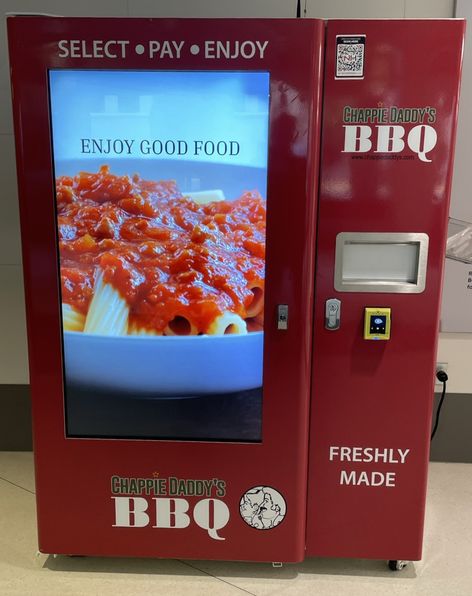 SELECT • PAY • ENJOY
ENJOY GOOD FOOD
CHAPPIE DADDY'S
BBQ
CHAPPIE DADDY'S
BBQ
www.chappiedaddys.com
FRESHLY
MADE